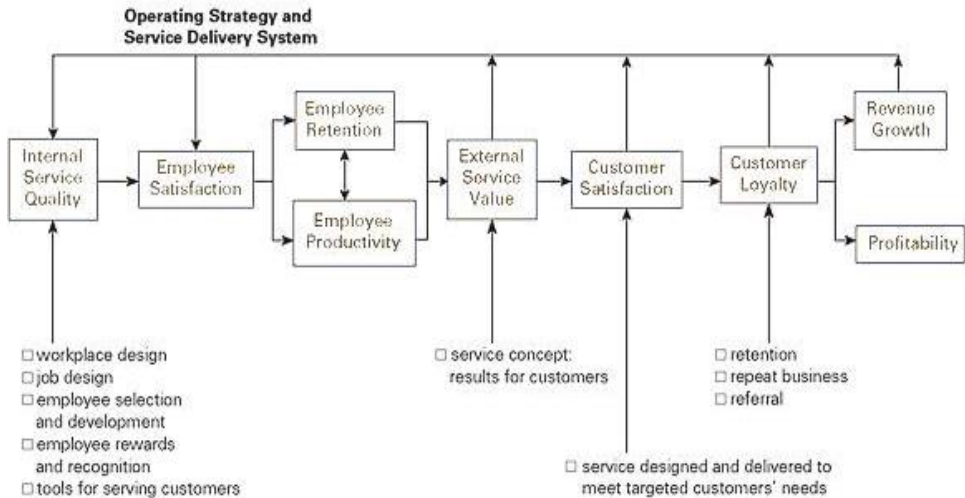 Operating Strategy and
Service Delivery System
Internal
Service
Quality
Employee
Satisfaction
Employee
Retention
Employee
Productivity
External
Service
Value
Customer
Satisfaction
Customer
Loyalty
Revenue
Growth
Profitability
□ workplace design
□ job design
□ employee selection
and development
□ employee rewards
and recognition
□ tools for serving customers
□ service concept:
results for customers
□ service designed and delivered to
meet targeted customers' needs
□ retention
□ repeat business
□ referral